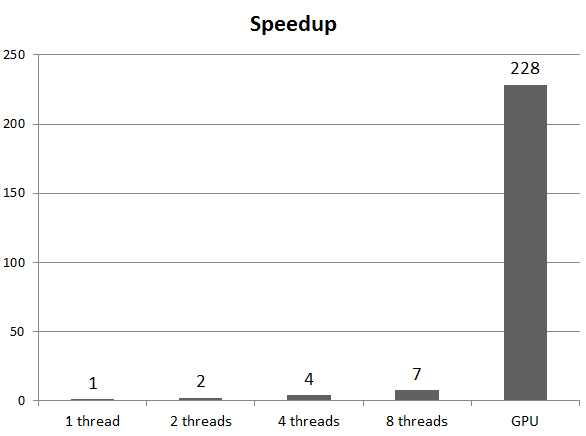 Speedup
250
200
150
100
50
0
1
2
4
7
228
1 thread
2 threads
4 threads
8 threads
GPU